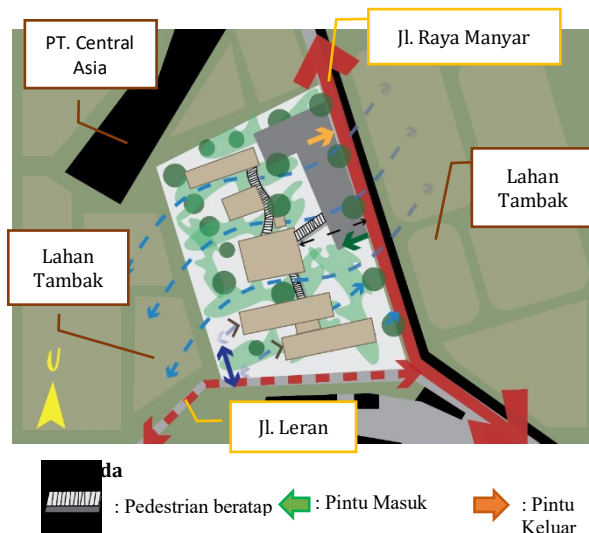 PT. Central
Asia
Jl. Raya Manyar
Lahan
Tambak
Lahan
Tambak
U
Jl. Leran
da
: Pedestrian beratap
: Pintu Masuk
: Pintu
Keluar